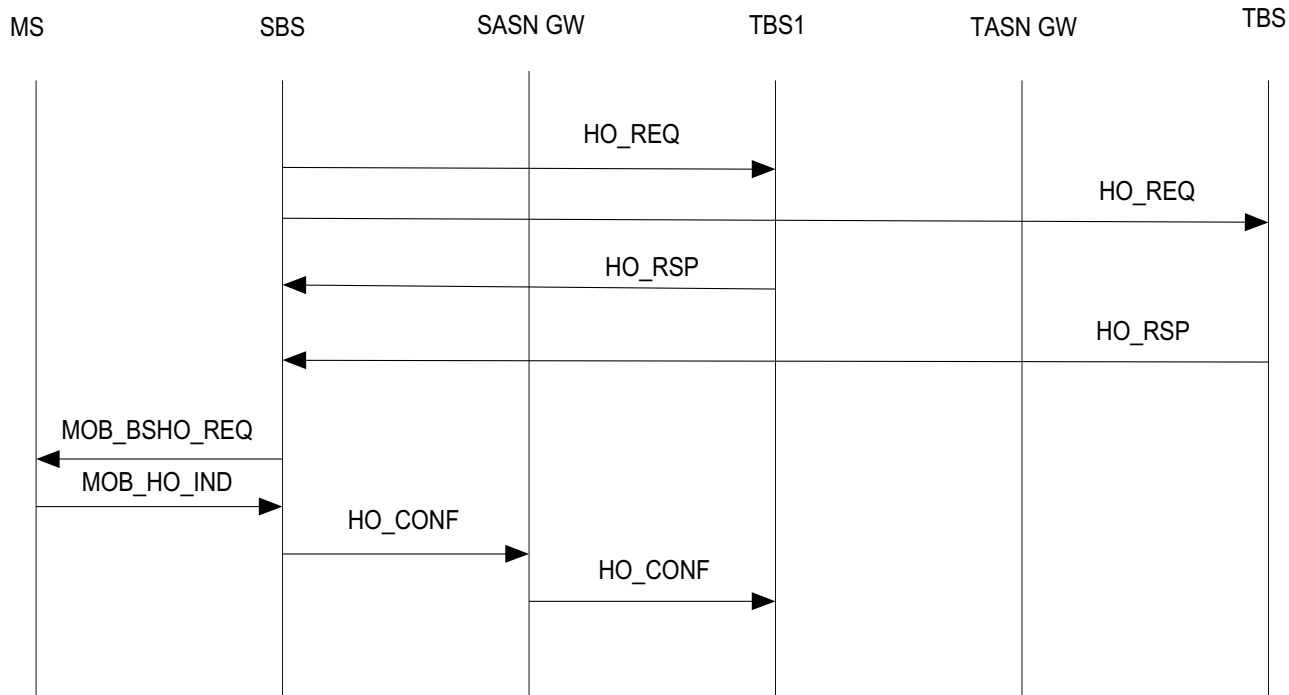 MS
SBS
SASN GW
TBS1
TASN GW
TBS
HO_REQ
HO_REQ
HO_RSP
HO_RSP
MOB_BSHO_REQ
MOB_HO_IND
HO_CONF
HO_CONF